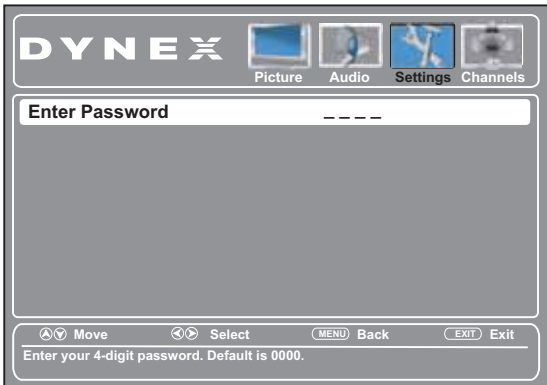 DYNEX
Picture Audio Settings Channels
Enter Password _ _ _ _
Move Select MENU Back EXIT Exit
Enter your 4-digit password. Default is 0000.